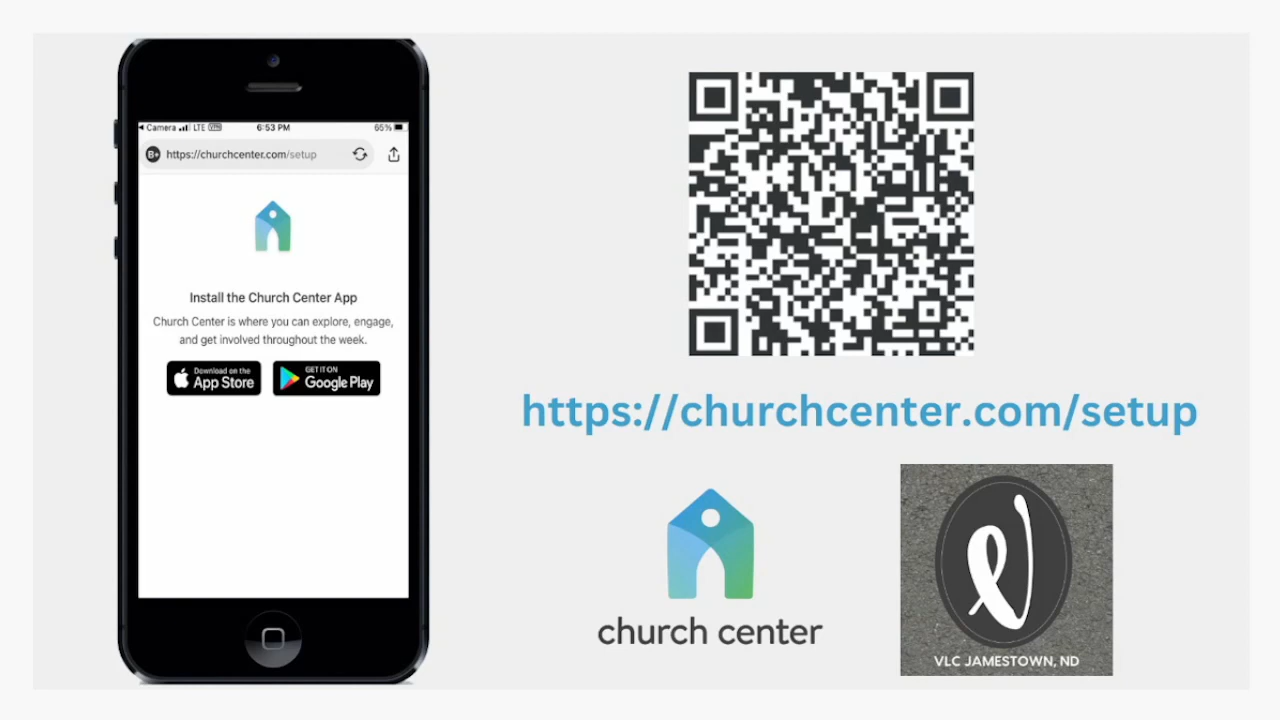 Camera LTE VPN 6:53 PM 65%
B+ https://churchcenter.com/setup
Install the Church Center App
Church Center is where you can explore, engage,
and get involved throughout the week.
Download on the
App Store
GET IT ON
Google Play
https://churchcenter.com/setup
church center
VLC JAMESTOWN, ND